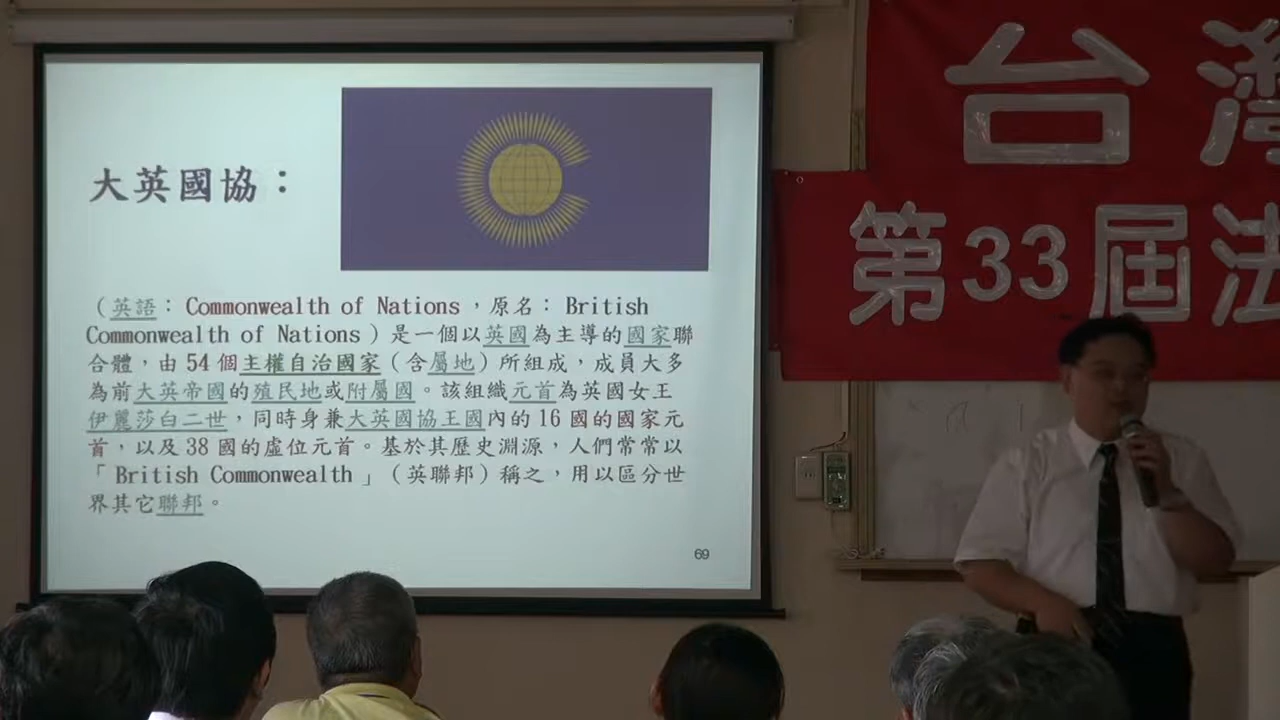 大英國協：
（英語： Commonwealth of Nations ，原名： British
Commonwealth of Nations ）是一個以英國為主導的國家聯
合體，由 54 個主權自治國家（含屬地）所組成，成員大多
為前大英帝國的殖民地或附屬國。該組織元首為英國女王
伊麗莎白二世，同時身兼大英國協王國內的 16 國的國家元
首，以及 38 國的虛位元首。基於其歷史淵源，人們常常以
「 British Commonwealth 」（英聯邦）稱之，用以區分世
界其它聯邦。
69
台灣
第33屆法